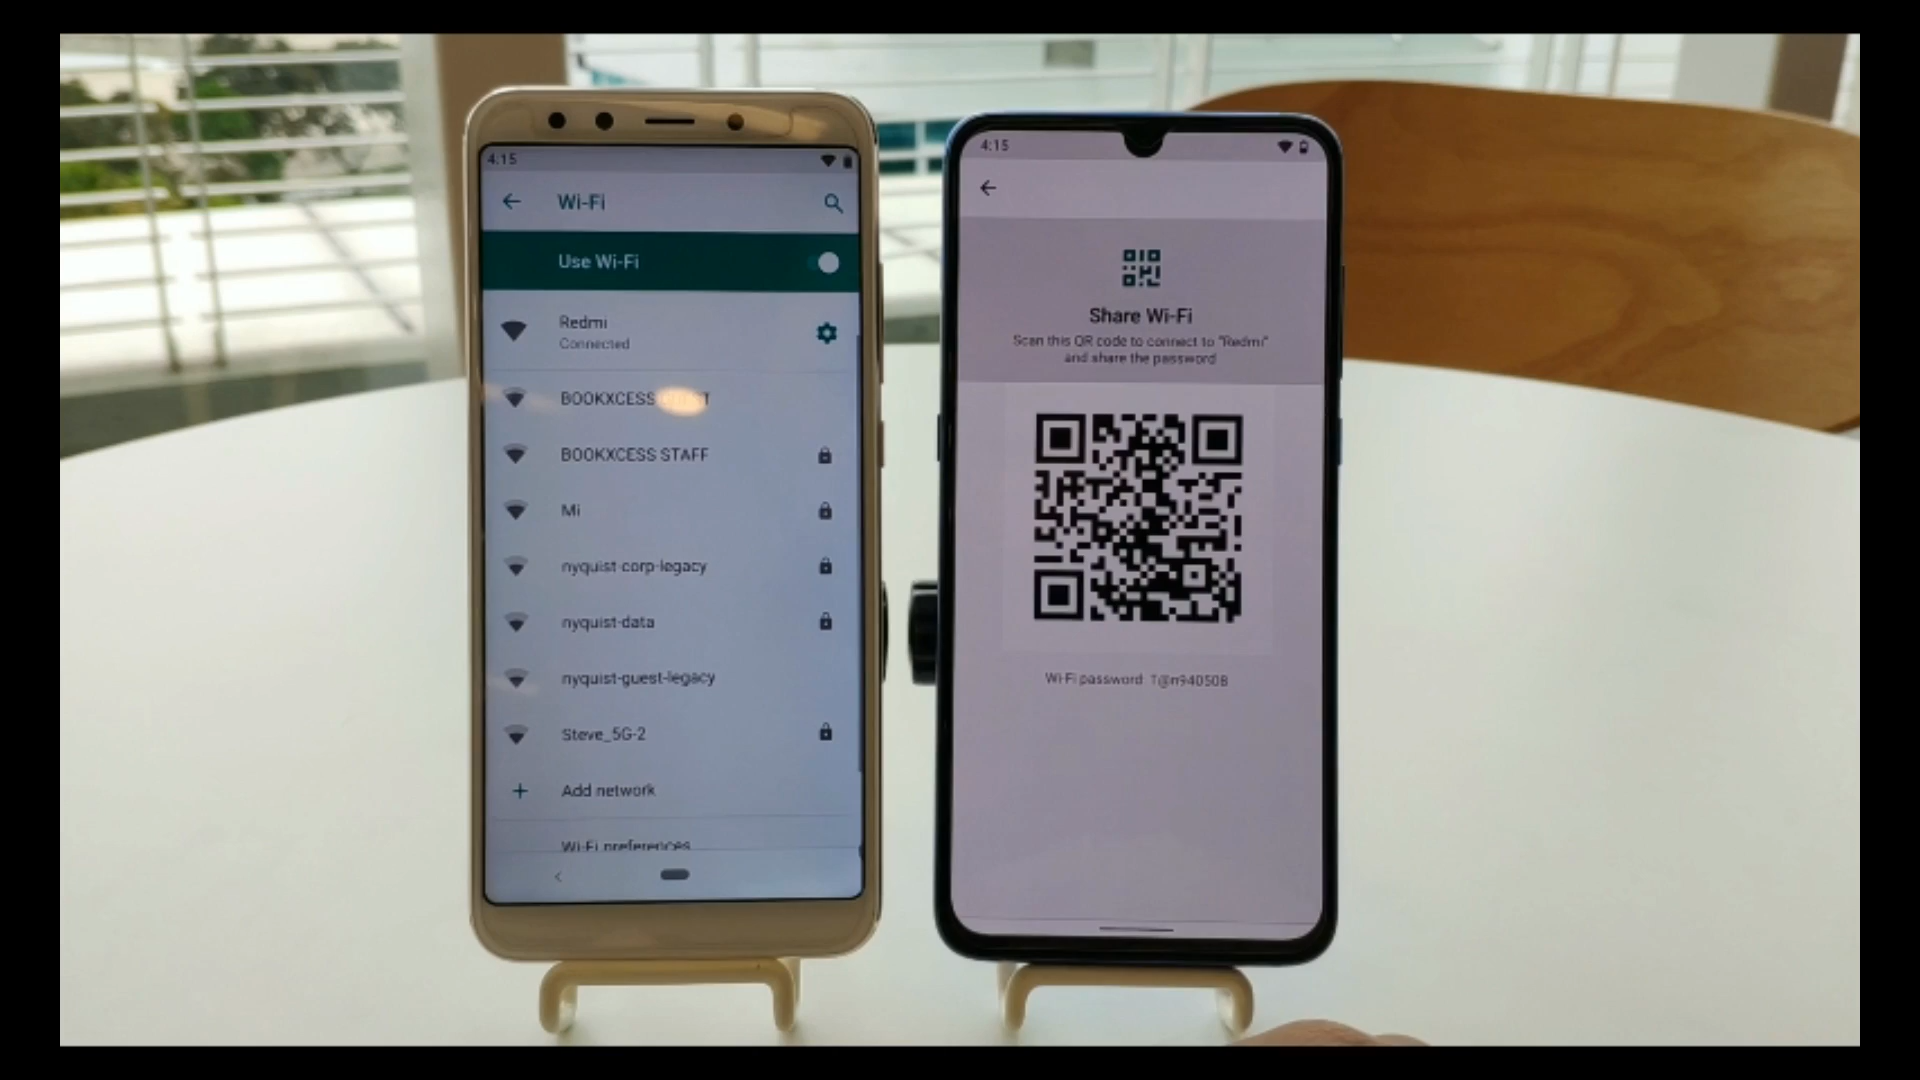 4:15
Wi-Fi
Use Wi-Fi
Redmi
Connected
BOOKXCESS
BOOKXCESS STAFF
Mi
nyquist-corp-legacy
nyquist-data
nyquist-guest-legacy
Steve_5G-2
Add network
Wi-Fi preferences
4:15
Share Wi-Fi
Scan this QR code to connect to "Redmi"
and share the password
Wi-Fi password: T@n940508